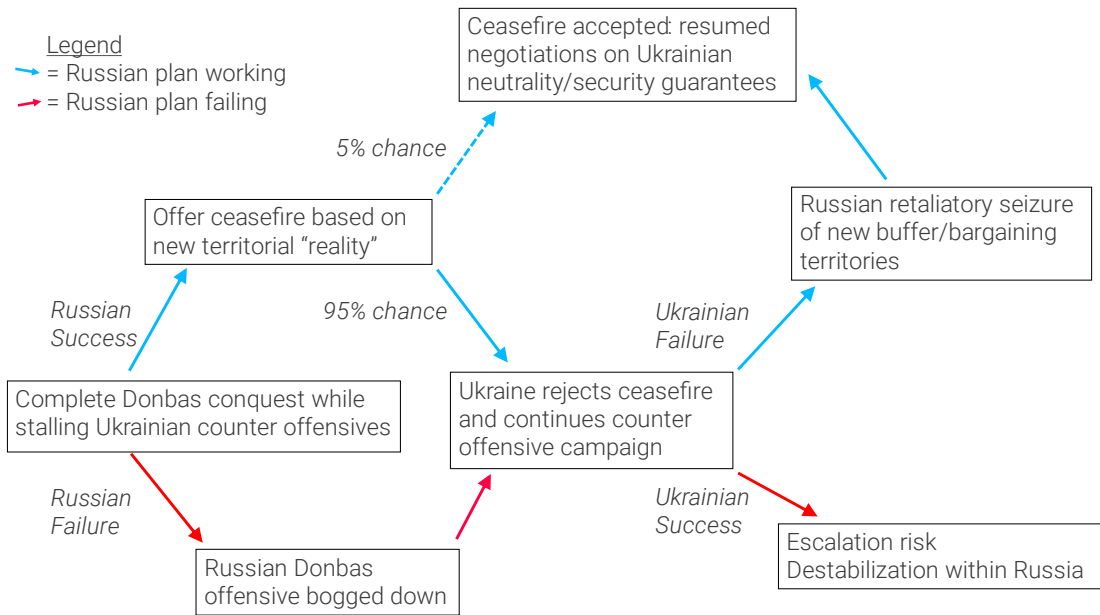 Legend
= Russian plan working
= Russian plan failing
Ceasefire accepted: resumed
negotiations on Ukrainian
neutrality/security guarantees
5% chance
Offer ceasefire based on
new territorial “reality”
Russian retaliatory seizure
of new buffer/bargaining
territories
Russian
Success
95% chance
Ukrainian
Failure
Complete Donbas conquest while
stalling Ukrainian counter offensives
Ukraine rejects ceasefire
and continues counter
offensive campaign
Russian
Failure
Ukrainian
Success
Russian Donbas
offensive bogged down
Escalation risk
Destabilization within Russia